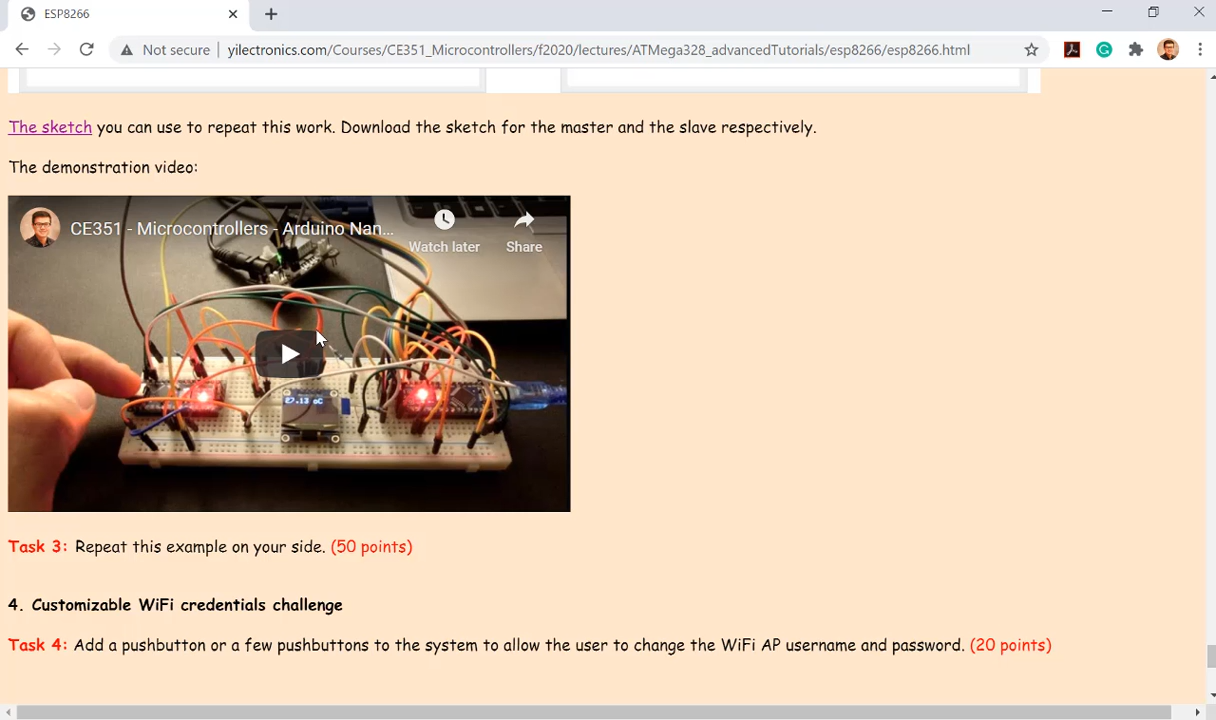 ESP8266
Not secure
yilectronics.com/Courses/CE351_Microcontrollers/f2020/lectures/ATMega328_advancedTutorials/esp8266/esp8266.html
The sketch you can use to repeat this work. Download the sketch for the master and the slave respectively.
The demonstration video:
CE351 - Microcontrollers - Arduino Nan...
Watch later
Share
Task 3: Repeat this example on your side. (50 points)
4. Customizable WiFi credentials challenge
Task 4: Add a pushbutton or a few pushbuttons to the system to allow the user to change the WiFi AP username and password. (20 points)